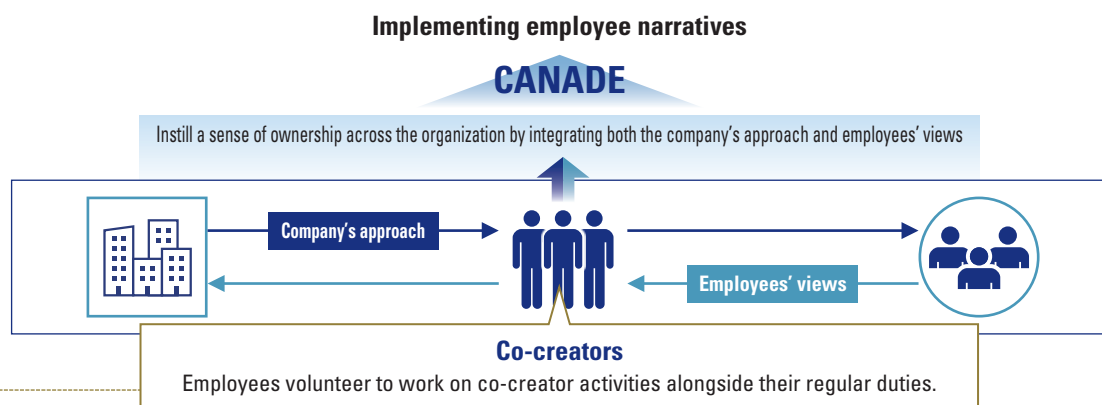 Implementing employee narratives
CANADE
Instill a sense of ownership across the organization by integrating both the company’s approach and employees’ views
Company’s approach
Employees’ views
Co-creators
Employees volunteer to work on co-creator activities alongside their regular duties.